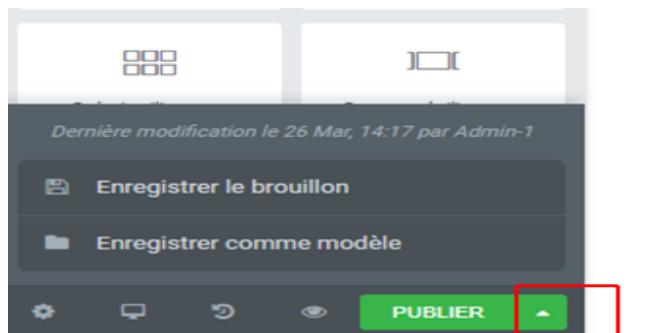 Dernière modification le 26 Mar, 14:17 par Admin-1
Enregistrer le brouillon
Enregistrer comme modèle
PUBLIER